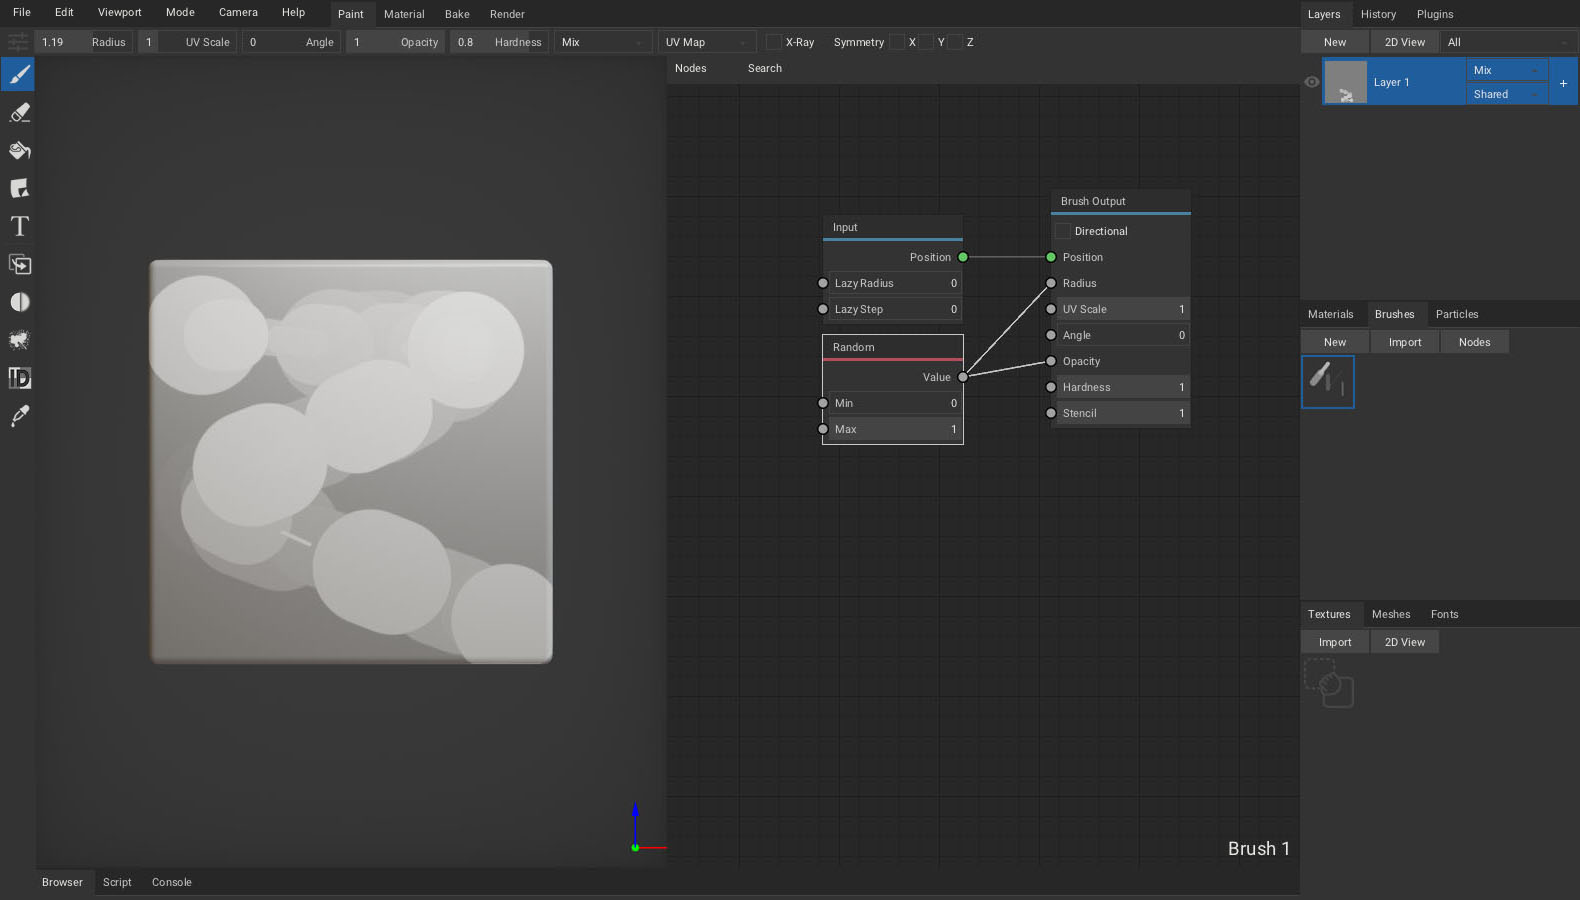 File Edit Viewport Mode Camera Help Paint Material Bake Render
1.19 Radius 1 UV Scale 0 Angle 1 Opacity 0.8 Hardness Mix UV Map X-Ray Symmetry X Y Z
Nodes Search
T
ID
Input
Position
Lazy Radius 0
Lazy Step 0
Random
Value
Min 0
Max 1
Brush Output
Directional
Position
Radius
UV Scale 1
Angle 0
Opacity
Hardness 1
Stencil 1
Brush 1
Layers History Plugins
New 2D View All
Layer 1 Mix
Shared
+
Materials Brushes Particles
New Import Nodes
Textures Meshes Fonts
Import 2D View
Browser Script Console